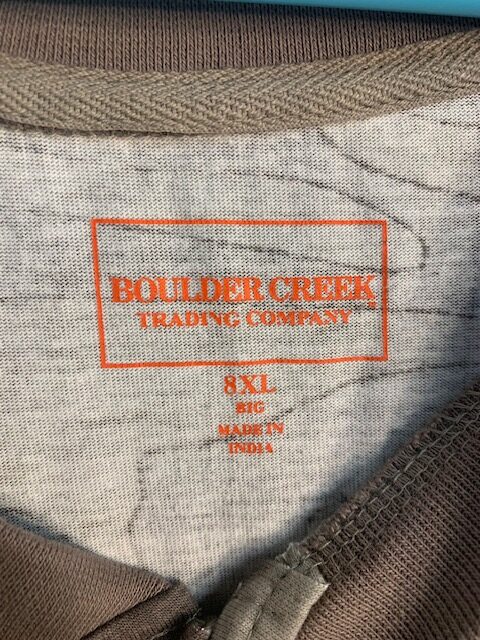 BOULDER CREEK
TRADING COMPANY
8XL
BIG
MADE IN
INDIA